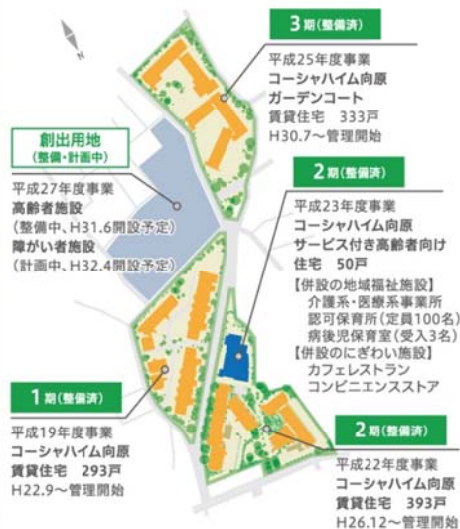 3期(整備済)
平成25年度事業
コーシャハイム向原
ガーデンコート
賃貸住宅 333戸
H30.7～管理開始
創出用地
(整備・計画中)
平成27年度事業
高齢者施設
(整備中、H31.6開設予定)
障がい者施設
(計画中、H32.4開設予定)
2期(整備済)
平成23年度事業
コーシャハイム向原
サービス付き高齢者向け
住宅 50戸
【併設の地域福祉施設】
介護系・医療系事業所
認可保育所(定員100名)
病後児保育室(受入3名)
【併設のにぎわい施設】
カフェレストラン
コンビニエンスストア
1期(整備済)
平成19年度事業
コーシャハイム向原
賃貸住宅 293戸
H22.9～管理開始
2期(整備済)
平成22年度事業
コーシャハイム向原
賃貸住宅 393戸
H26.12～管理開始